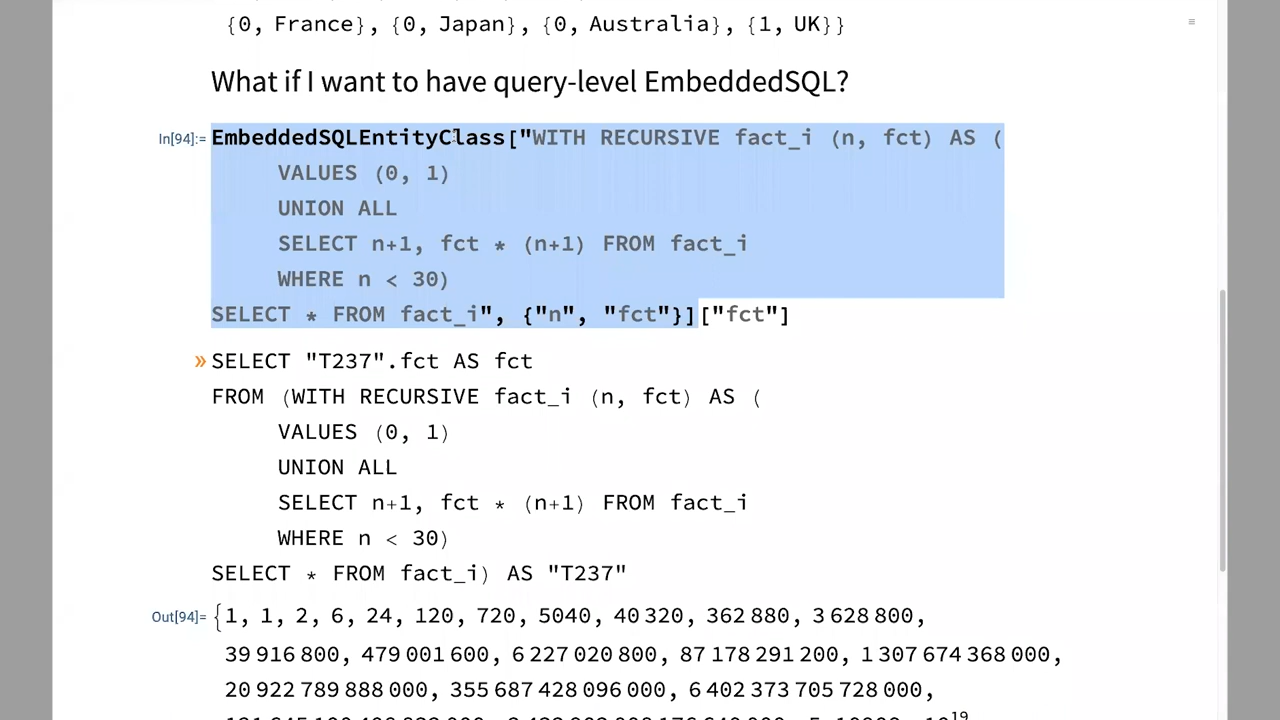 {0, France}, {0, Japan}, {0, Australia}, {1, UK}}
What if I want to have query-level EmbeddedSQL?
In[94]:= EmbeddedSQLEntityClass["WITH RECURSIVE fact_i (n, fct) AS (
VALUES (0, 1)
UNION ALL
SELECT n+1, fct * (n+1) FROM fact_i
WHERE n < 30)
SELECT * FROM fact_i", {"n", "fct"}]["fct"]
» SELECT "T237".fct AS fct
FROM (WITH RECURSIVE fact_i (n, fct) AS (
VALUES (0, 1)
UNION ALL
SELECT n+1, fct * (n+1) FROM fact_i
WHERE n < 30)
SELECT * FROM fact_i) AS "T237"
Out[94]= {1, 1, 2, 6, 24, 120, 720, 5040, 40 320, 362 880, 3 628 800,
39 916 800, 479 001 600, 6 227 020 800, 87 178 291 200, 1 307 674 368 000,
20 922 789 888 000, 355 687 428 096 000, 6 402 373 705 728 000,